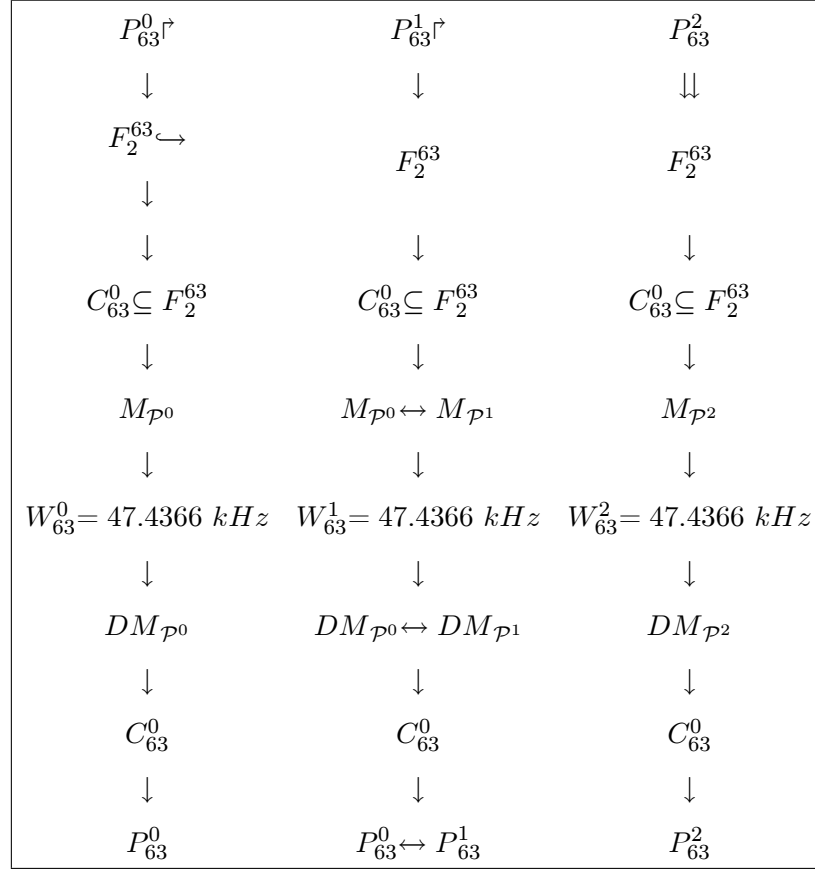 P_{63}^0↱ P_{63}^1↱ P_{63}^2
↓ ↓ ⇊
F_2^{63}↪ F_2^{63} F_2^{63}
↓
↓ ↓ ↓
C_{63}^0⊆ F_2^{63} C_{63}^0⊆ F_2^{63} C_{63}^0⊆ F_2^{63}
↓ ↓ ↓
M_{𝒫^0} M_{𝒫^0}↔ M_{𝒫^1} M_{𝒫^2}
↓ ↓ ↓
W_{63}^0= 47.4366 kHz W_{63}^1= 47.4366 kHz W_{63}^2= 47.4366 kHz
↓ ↓ ↓
DM_{𝒫^0} DM_{𝒫^0}↔ DM_{𝒫^1} DM_{𝒫^2}
↓ ↓ ↓
C_{63}^0 C_{63}^0 C_{63}^0
↓ ↓ ↓
P_{63}^0 P_{63}^0↔ P_{63}^1 P_{63}^2